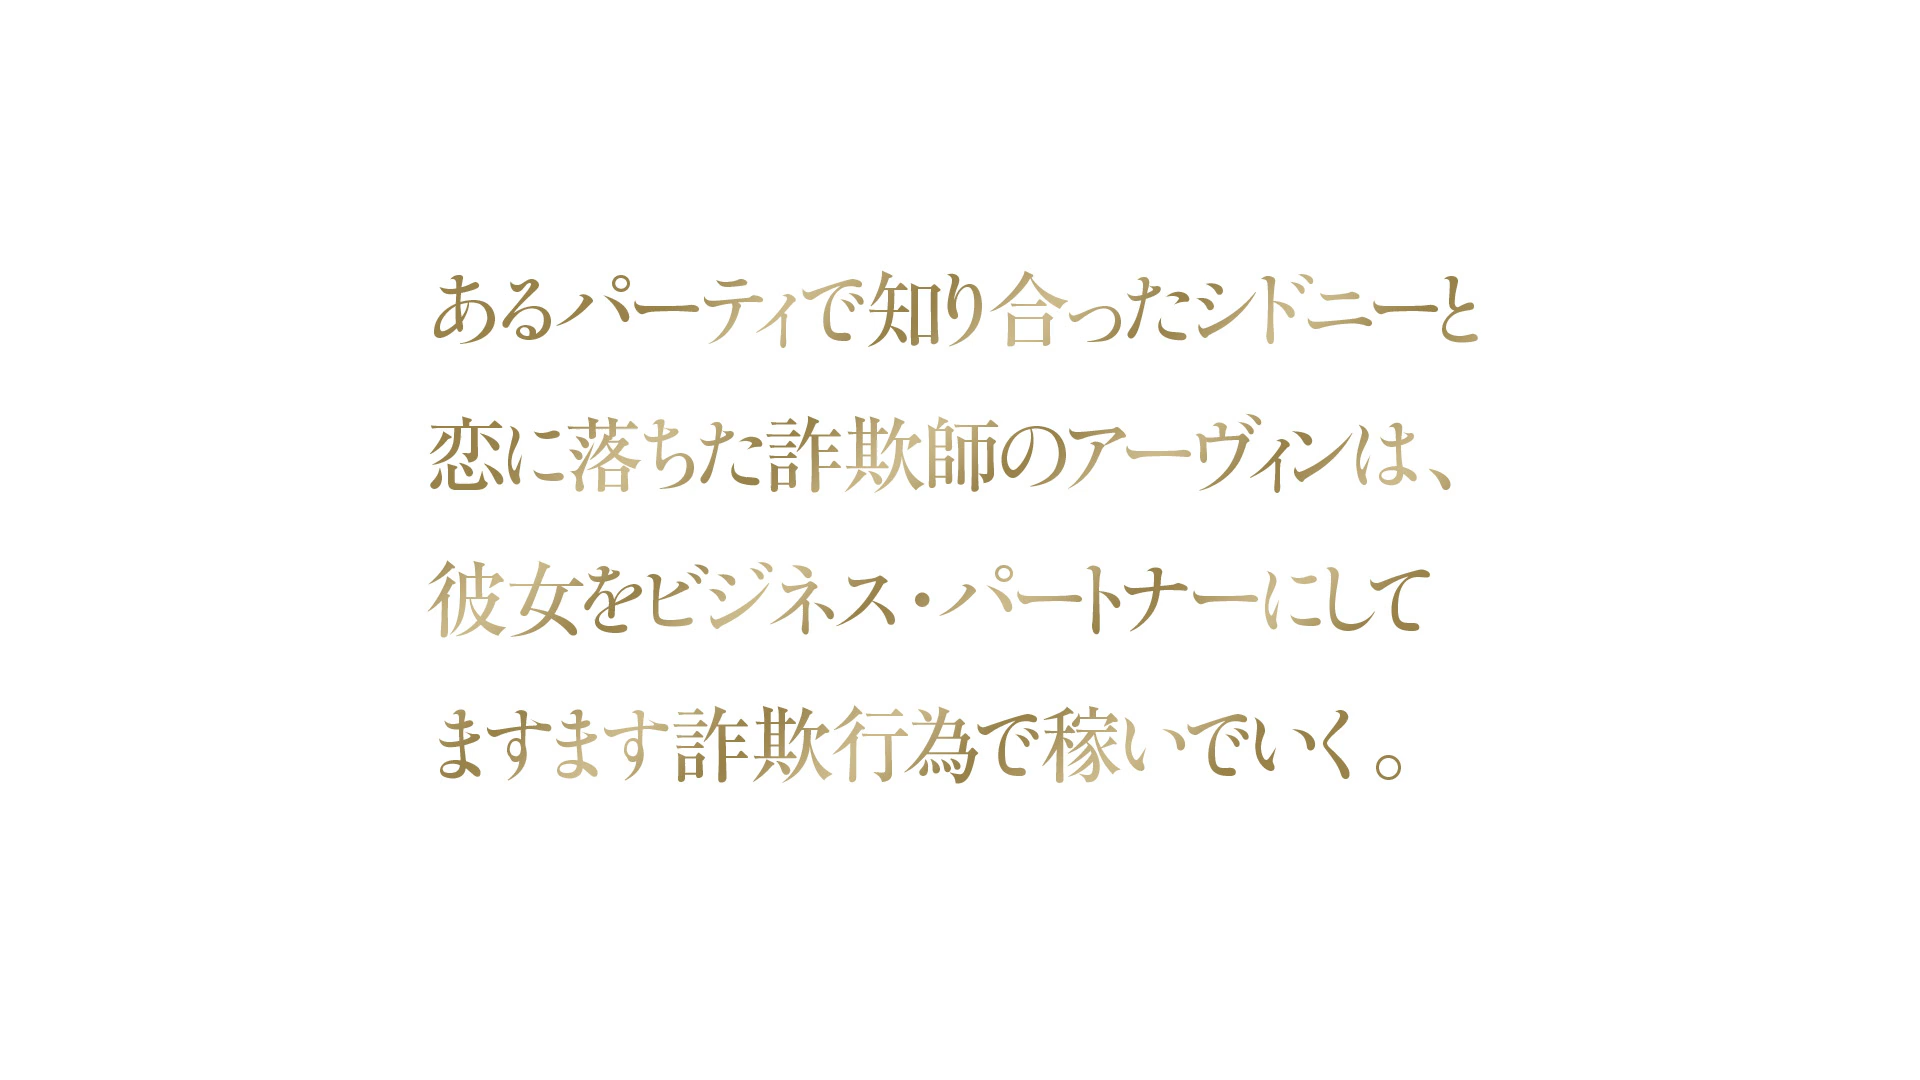 あるパーティで知り合ったシドニーと
恋に落ちた詐欺師のアーヴィンは、
彼女をビジネス・パートナーにして
ますます詐欺行為で稼いでいく。